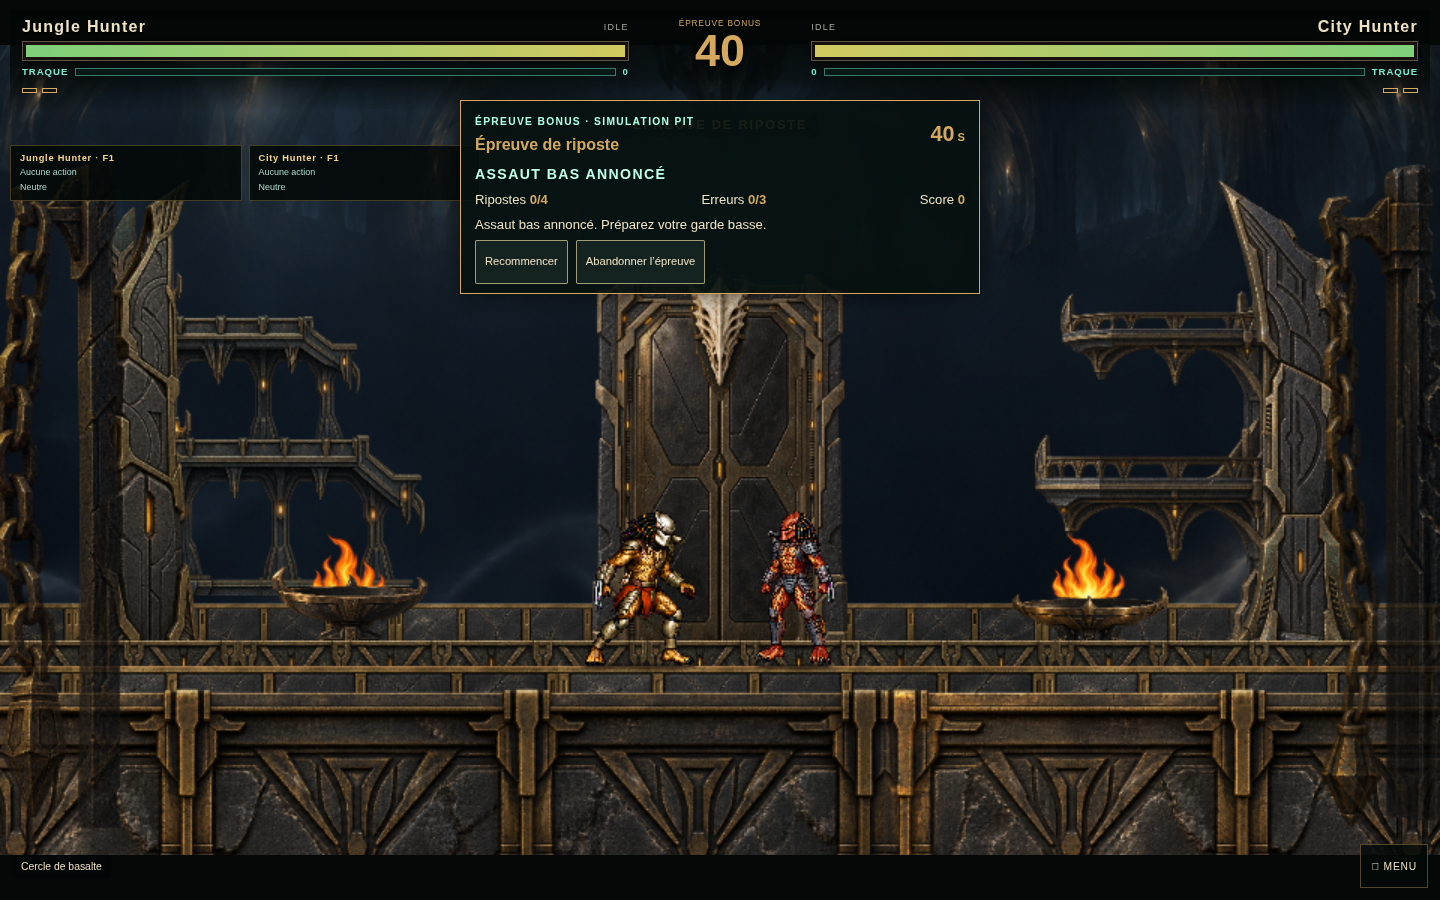 Jungle Hunter
IDLE
ÉPREUVE BONUS
40
IDLE
City Hunter
TRAQUE
0
0
TRAQUE
ÉPREUVE BONUS · SIMULATION PIT
ÉPREUVE DE RIPOSTE
Épreuve de riposte
40 s
ASSAUT BAS ANNONCÉ
Ripostes 0/4
Erreurs 0/3
Score 0
Assaut bas annoncé. Préparez votre garde basse.
Recommencer
Abandonner l'épreuve
Jungle Hunter · F1
Aucune action
Neutre
City Hunter · F1
Aucune action
Neutre
Cercle de basalte
MENU